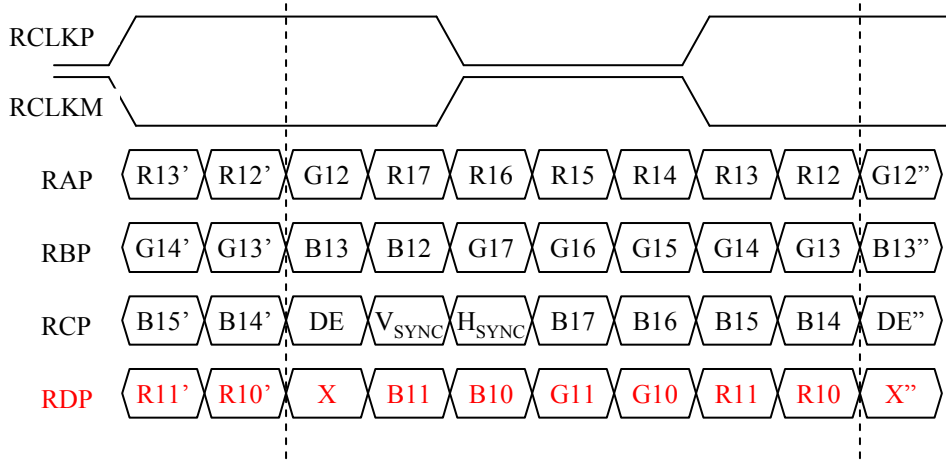 RCLKP
RCLKM
RAP R13’ R12’ G12 R17 R16 R15 R14 R13 R12 G12”
RBP G14’ G13’ B13 B12 G17 G16 G15 G14 G13 B13”
RCP B15’ B14’ DE VSYNC HSYNC B17 B16 B15 B14 DE”
RDP R11’ R10’ X B11 B10 G11 G10 R11 R10 X”